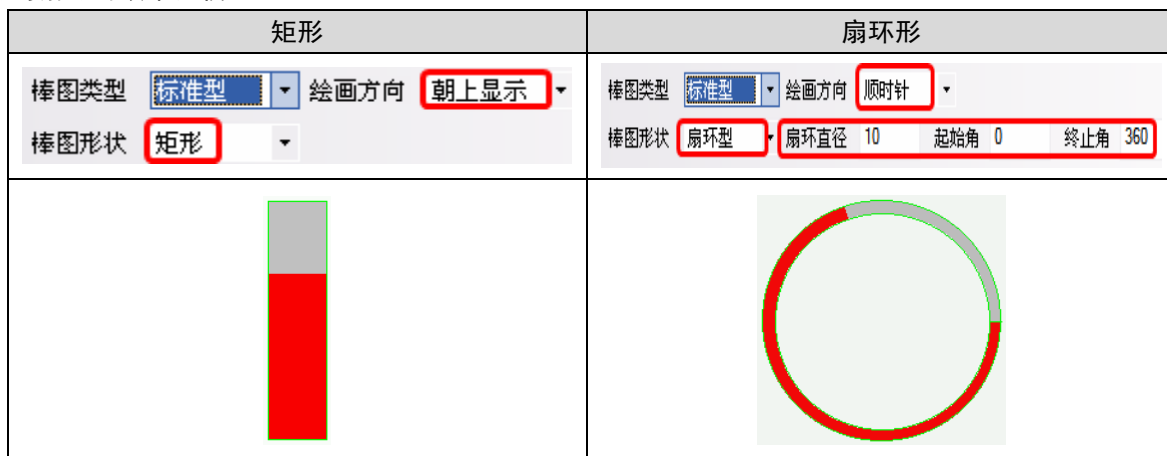 矩形
扇环形
棒图类型 标准型 绘画方向 朝上显示
棒图形状 矩形
棒图类型 标准型 绘画方向 顺时针
棒图形状 扇环型 扇环直径 10 起始角 0 终止角 360